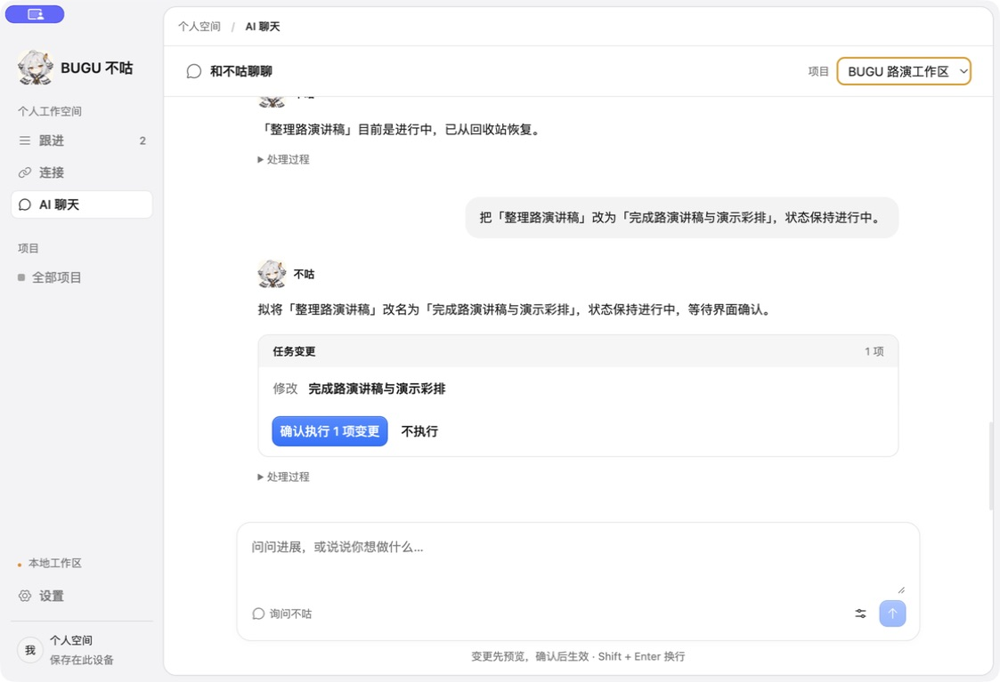 BUGU 不咕
个人工作空间
跟进 2
连接
AI 聊天
项目
全部项目
本地工作区
设置
我
个人空间
保存在此设备
个人空间 / AI 聊天
和不咕聊聊
项目 BUGU 路演工作区
「整理路演讲稿」目前是进行中，已从回收站恢复。
处理过程
把「整理路演讲稿」改为「完成路演讲稿与演示彩排」，状态保持进行中。
不咕
拟将「整理路演讲稿」改名为「完成路演讲稿与演示彩排」，状态保持进行中，等待界面确认。
任务变更 1 项
修改 完成路演讲稿与演示彩排
确认执行 1 项变更 不执行
处理过程
问问进展，或说说你想做什么...
询问不咕
变更先预览，确认后生效 · Shift + Enter 换行